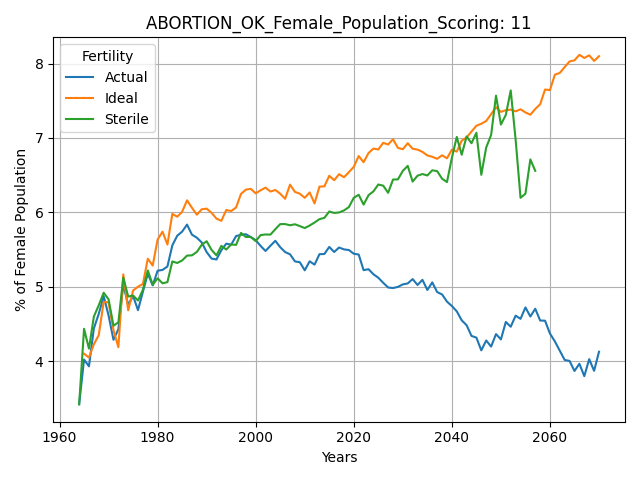 ABORTION_OK_Female_Population_Scoring: 11
Fertility
Actual
Ideal
Sterile
% of Female Population
8
7
6
5
4
1960
1980
2000
2020
2040
2060
Years